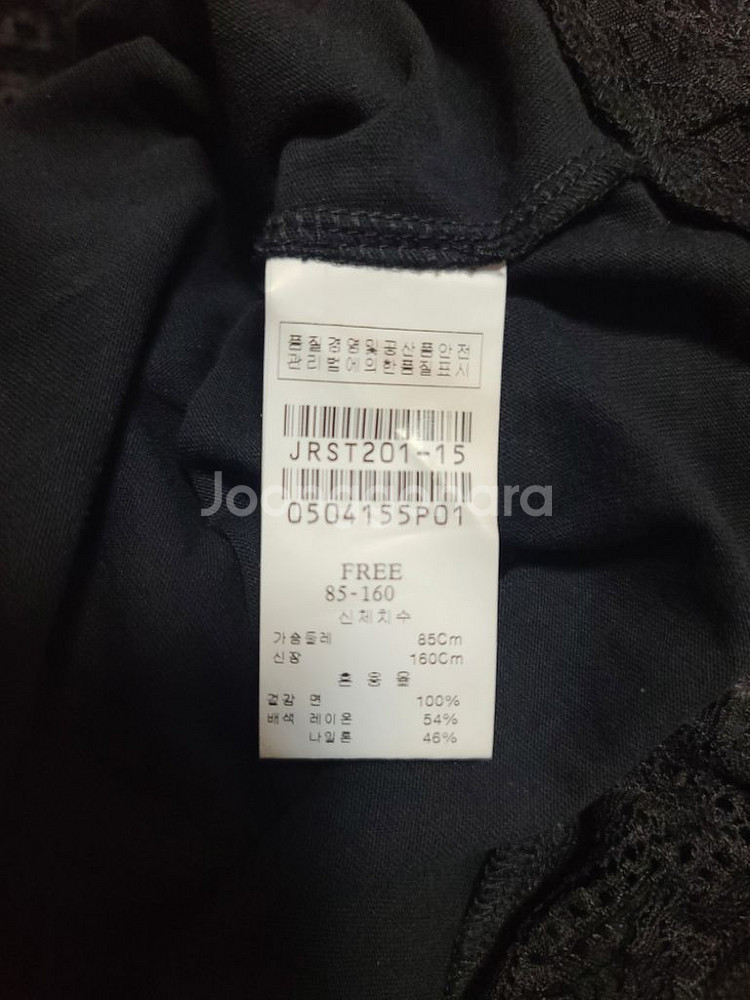 품질경영및공산품안전
관리법에의한품질표시
JRST201-15
0504155P01
FREE
85-160
신체치수
가슴둘레 85Cm
신장 160Cm
혼 용 율
겉감 면 100%
배색 레이온 54%
나일론 46%
Joonggonara